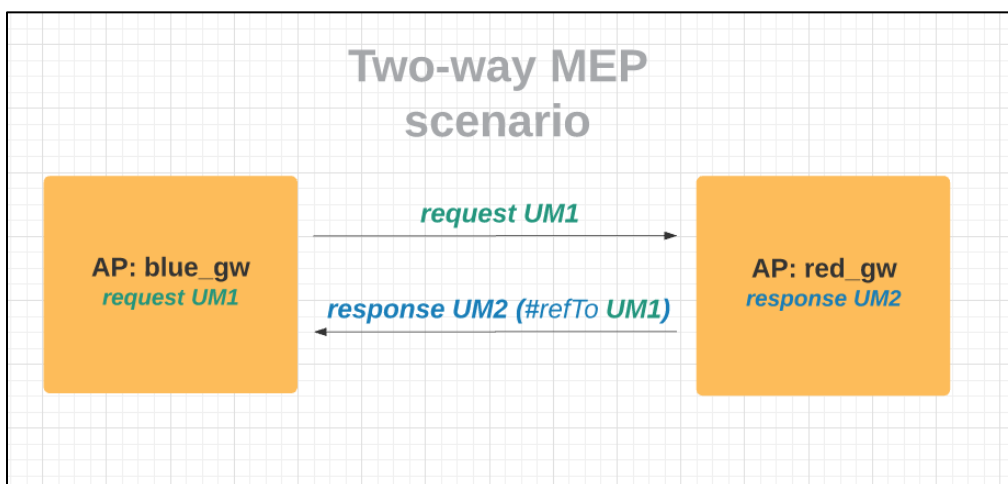 Two-way MEP
scenario
request UM1
AP: blue_gw
request UM1
AP: red_gw
response UM2
response UM2 (#refTo UM1)